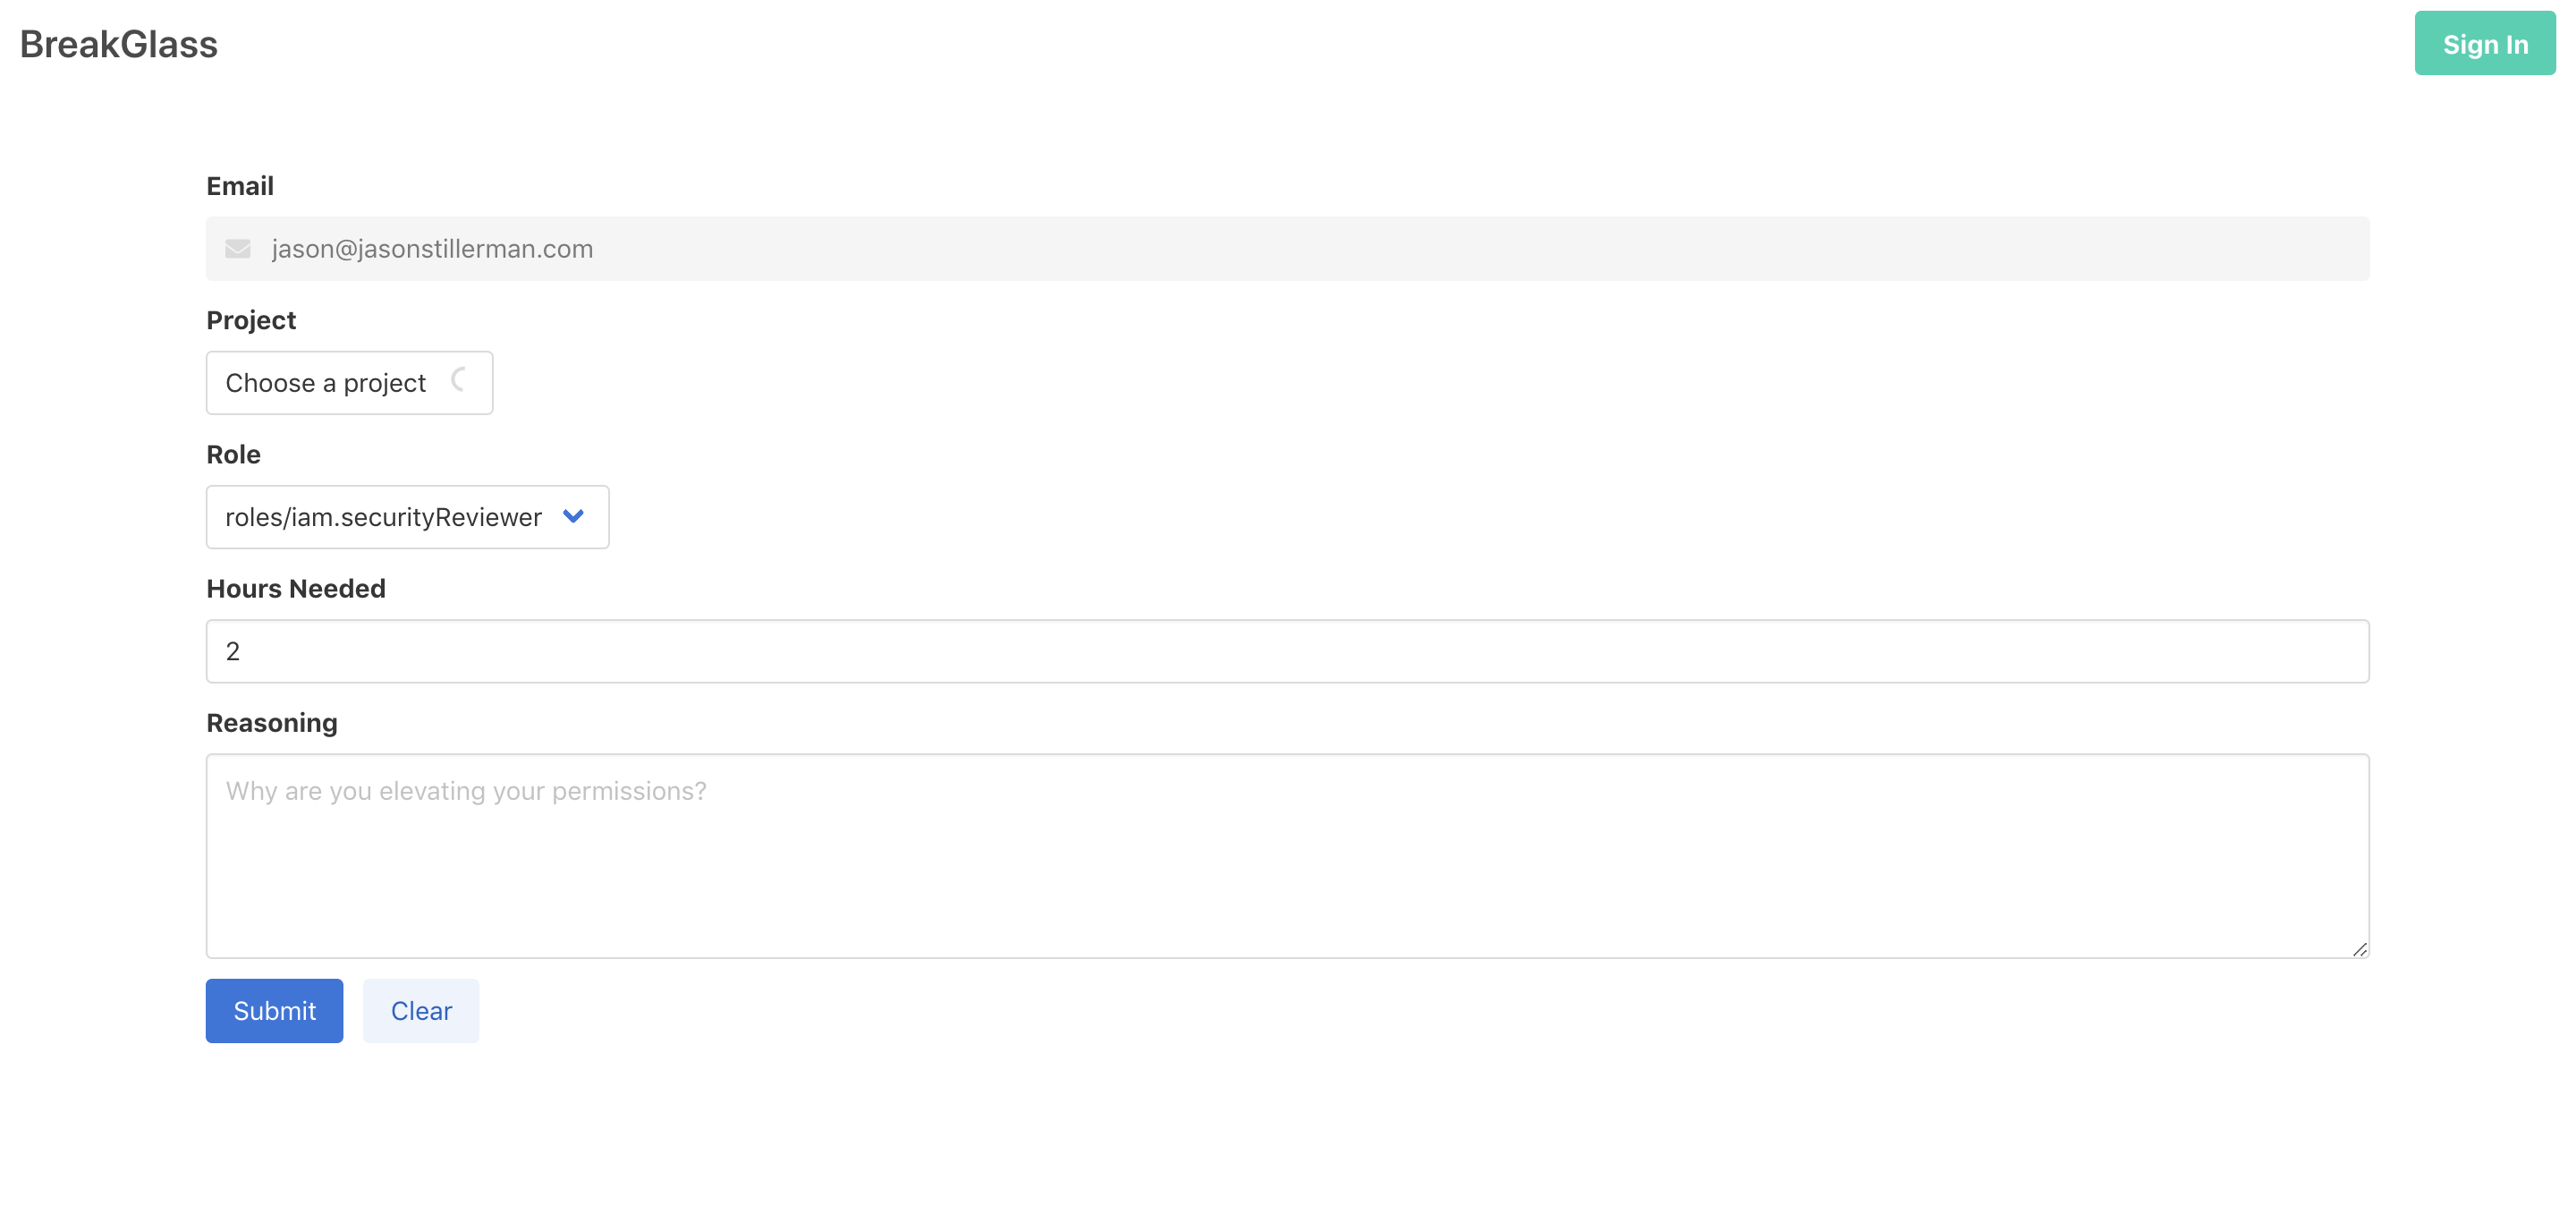 BreakGlass
Sign In
Email
jason@jasonstillerman.com
Project
Choose a project
Role
roles/iam.securityReviewer
Hours Needed
2
Reasoning
Why are you elevating your permissions?
Submit
Clear